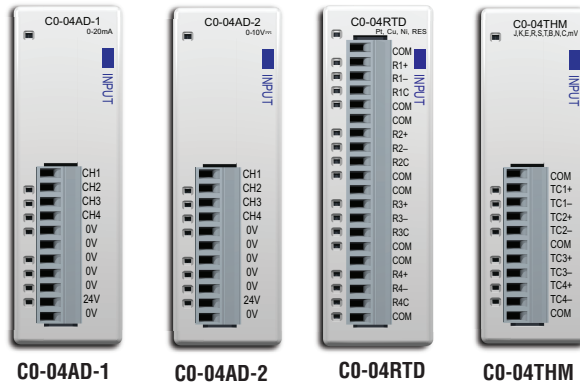 C0-04AD-1
0-20mA
INPUT
CH1
CH2
CH3
CH4
0V
0V
0V
0V
0V
24V
0V
C0-04AD-1
C0-04AD-2
0-10V⎓
INPUT
CH1
CH2
CH3
CH4
0V
0V
0V
0V
0V
24V
0V
C0-04AD-2
C0-04RTD
Pt, Cu, Ni, RES
INPUT
COM
R1+
R1–
R1C
COM
COM
R2+
R2–
R2C
COM
COM
R3+
R3–
R3C
COM
COM
R4+
R4–
R4C
COM
C0-04RTD
C0-04THM
J,K,E,R,S,T,B,N,C,mV
INPUT
COM
TC1+
TC1–
TC2+
TC2–
COM
TC3+
TC3–
TC4+
TC4–
COM
C0-04THM